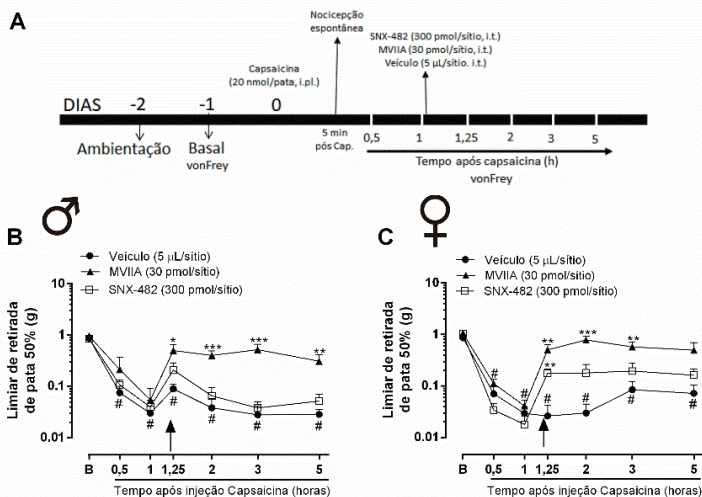 A
Nocicepção
espontânea
SNX-482 (300 pmol/sítio, i.t.)
MVIIA (30 pmol/sítio, i.t.)
Veículo (5 µL/sítio. i.t.)
Capsaicina
(20 nmol/pata, i.pl.)
DIAS -2 -1 0
Ambientação
Basal
vonFrey
5 min
pós Cap.
0,5 1 1,25 2 3 5
Tempo após capsaicina (h)
vonFrey
B
Veículo (5 µL/sítio)
MVIIA (30 pmol/sítio)
SNX-482 (300 pmol/sítio)
Limiar de retirada
de pata 50% (g)
10
1
0.1
0.01
* *** *** **
# # # # # #
B 0,5 1 1,25 2 3 5
Tempo após injeção Capsaicina (horas)
C
Veículo (5 µL/sítio)
MVIIA (30 pmol/sítio)
SNX-482 (300 pmol/sítio)
Limiar de retirada
de pata 50% (g)
10
1
0.1
0.01
** *** **
**
# # # # # #
B 0,5 1 1,25 2 3 5
Tempo após injeção Capsaicina (horas)